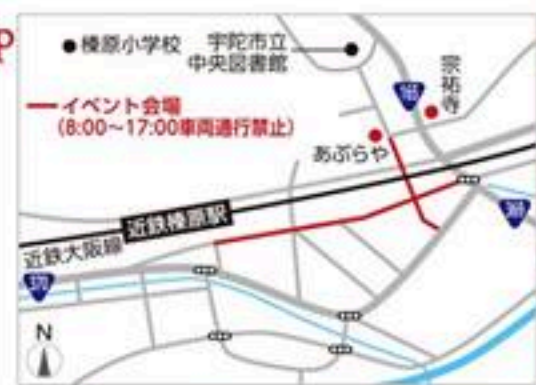 p
榛原小学校
宇陀市立
中央図書館
165
宗祐寺
イベント会場
(8:00～17:00車両通行禁止)
あぶらや
近鉄榛原駅
近鉄大阪線
369
370
N